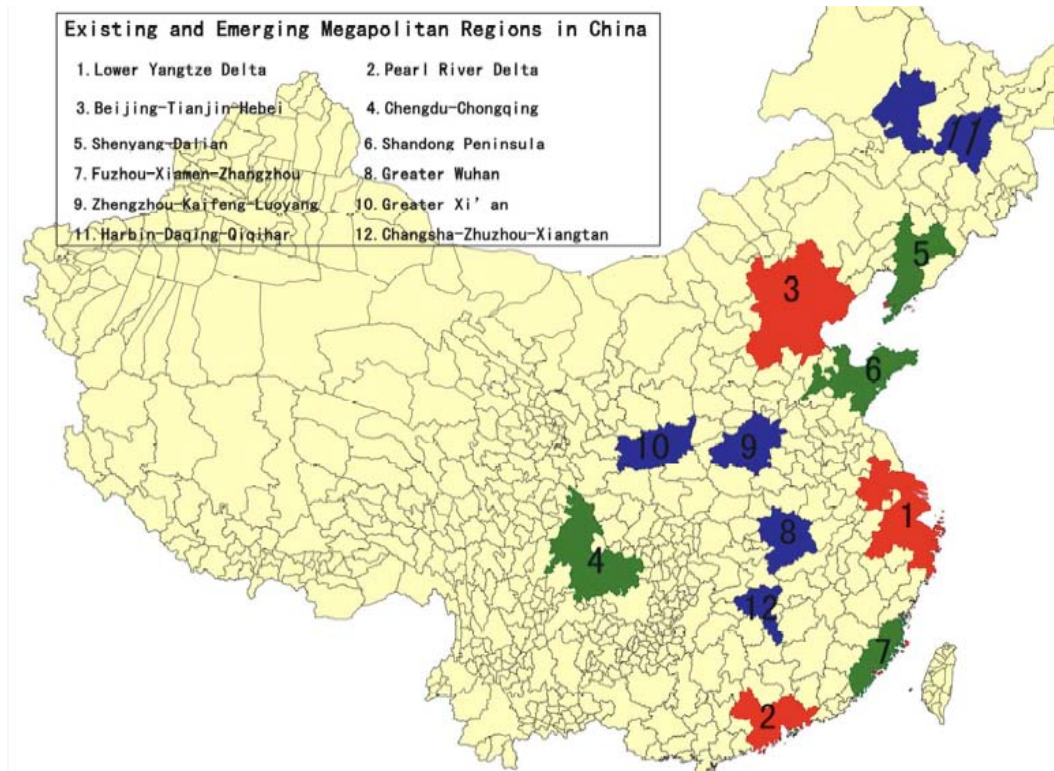 Existing and Emerging Megapolitan Regions in China
1.Lower Yangtze Delta 2.Pearl River Delta
3.Beijing-Tianjin-Hebei 4.Chengdu-Chongqing
5.Shenyang-Dalian 6.Shandong Peninsula
7.Fuzhou-Xiamen-Zhangzhou 8.Greater Wuhan
9.Zhengzhou-Kaifeng-Luoyang 10.Greater Xi'an
11.Harbin-Daqing-Qiqihar 12.Changsha-Zhuzhou-Xiangtan
11
5
3
6
10
9
1
8
4
12
7
2